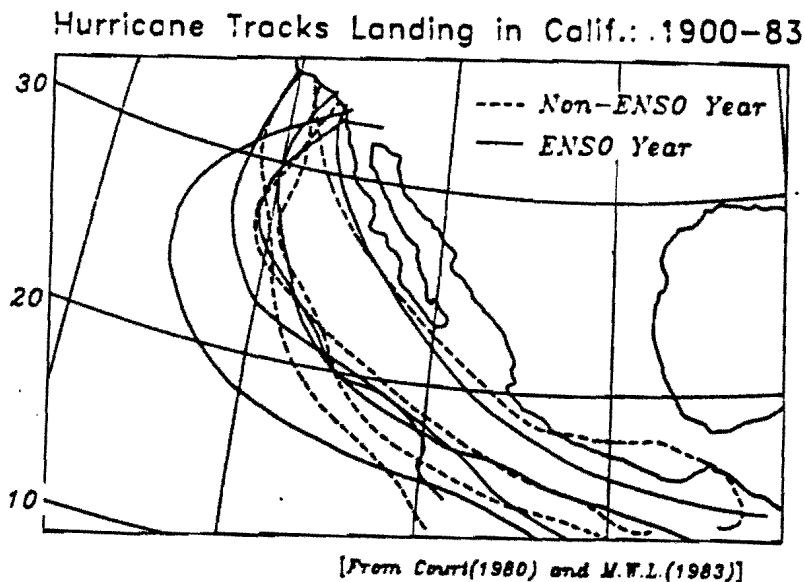 Hurricane Tracks Landing in Calif.: 1900-83
30
---- Non-ENSO Year
— ENSO Year
20
10
[From Court(1980) and M.W.L.(1983)]